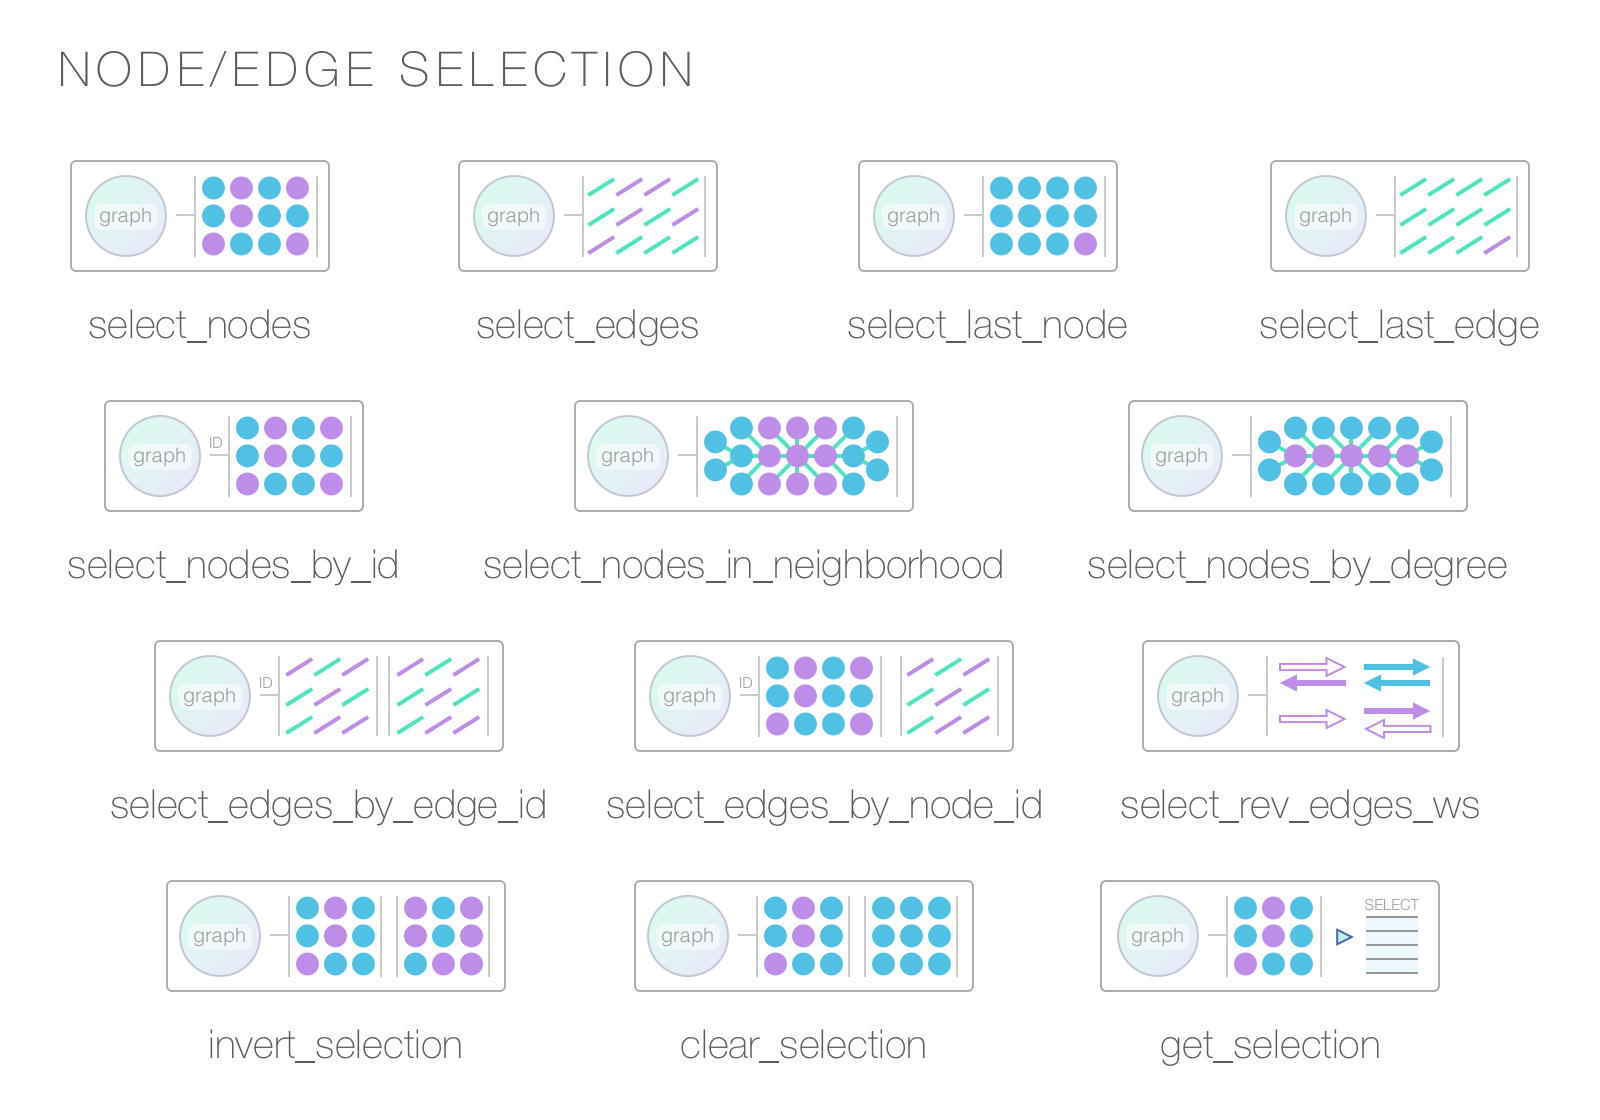 NODE/EDGE SELECTION
graph graph graph graph
select_nodes select_edges select_last_node select_last_edge
graph ID graph graph
select_nodes_by_id select_nodes_in_neighborhood select_nodes_by_degree
graph ID graph ID graph
select_edges_by_edge_id select_edges_by_node_id select_rev_edges_ws
graph graph graph SELECT
invert_selection clear_selection get_selection